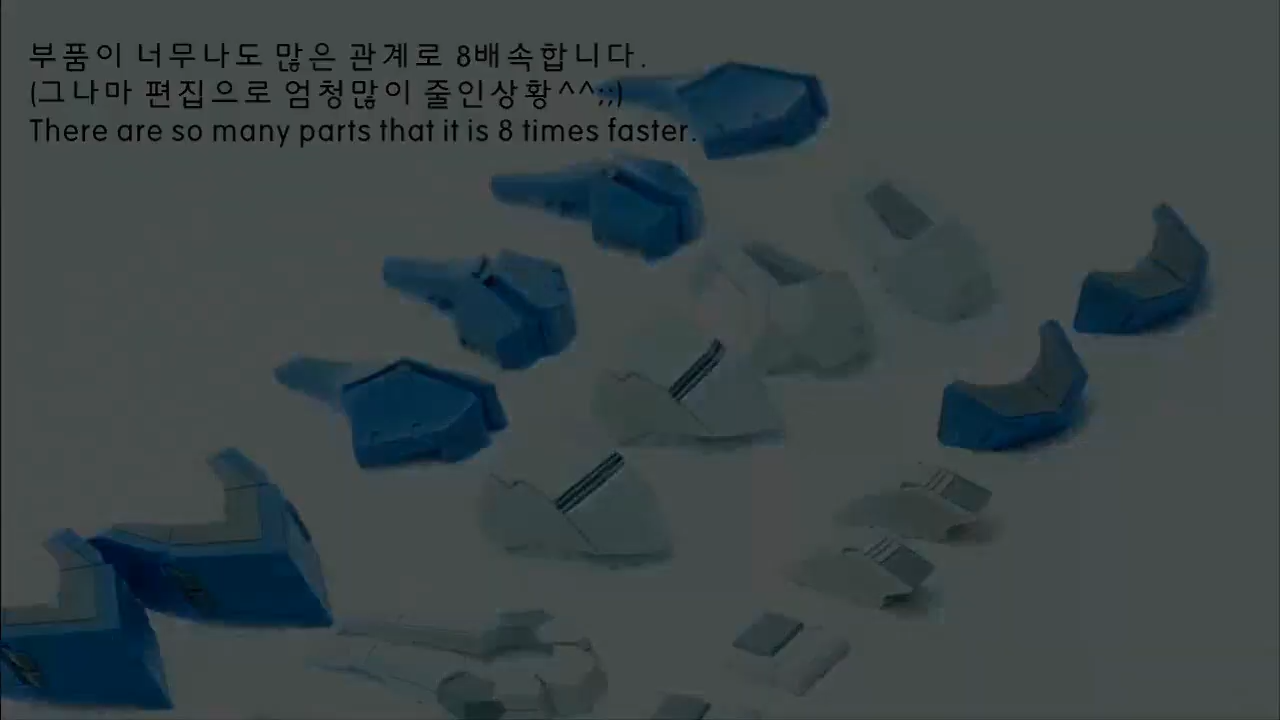 부품이 너무나도 많은 관계로 8배속합니다.
(그나마 편집으로 엄청많이 줄인상황^^;;)
There are so many parts that it is 8 times faster.